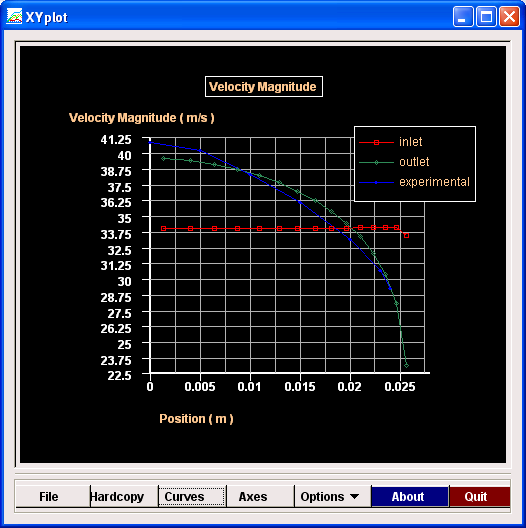 XYplot
Velocity Magnitude
Velocity Magnitude ( m/s )
inlet
outlet
experimental
41.25
40
38.75
37.5
36.25
35
33.75
32.5
31.25
30
28.75
27.5
26.25
25
23.75
22.5
0 0.005 0.01 0.015 0.02 0.025
Position ( m )
File Hardcopy Curves Axes Options About Quit